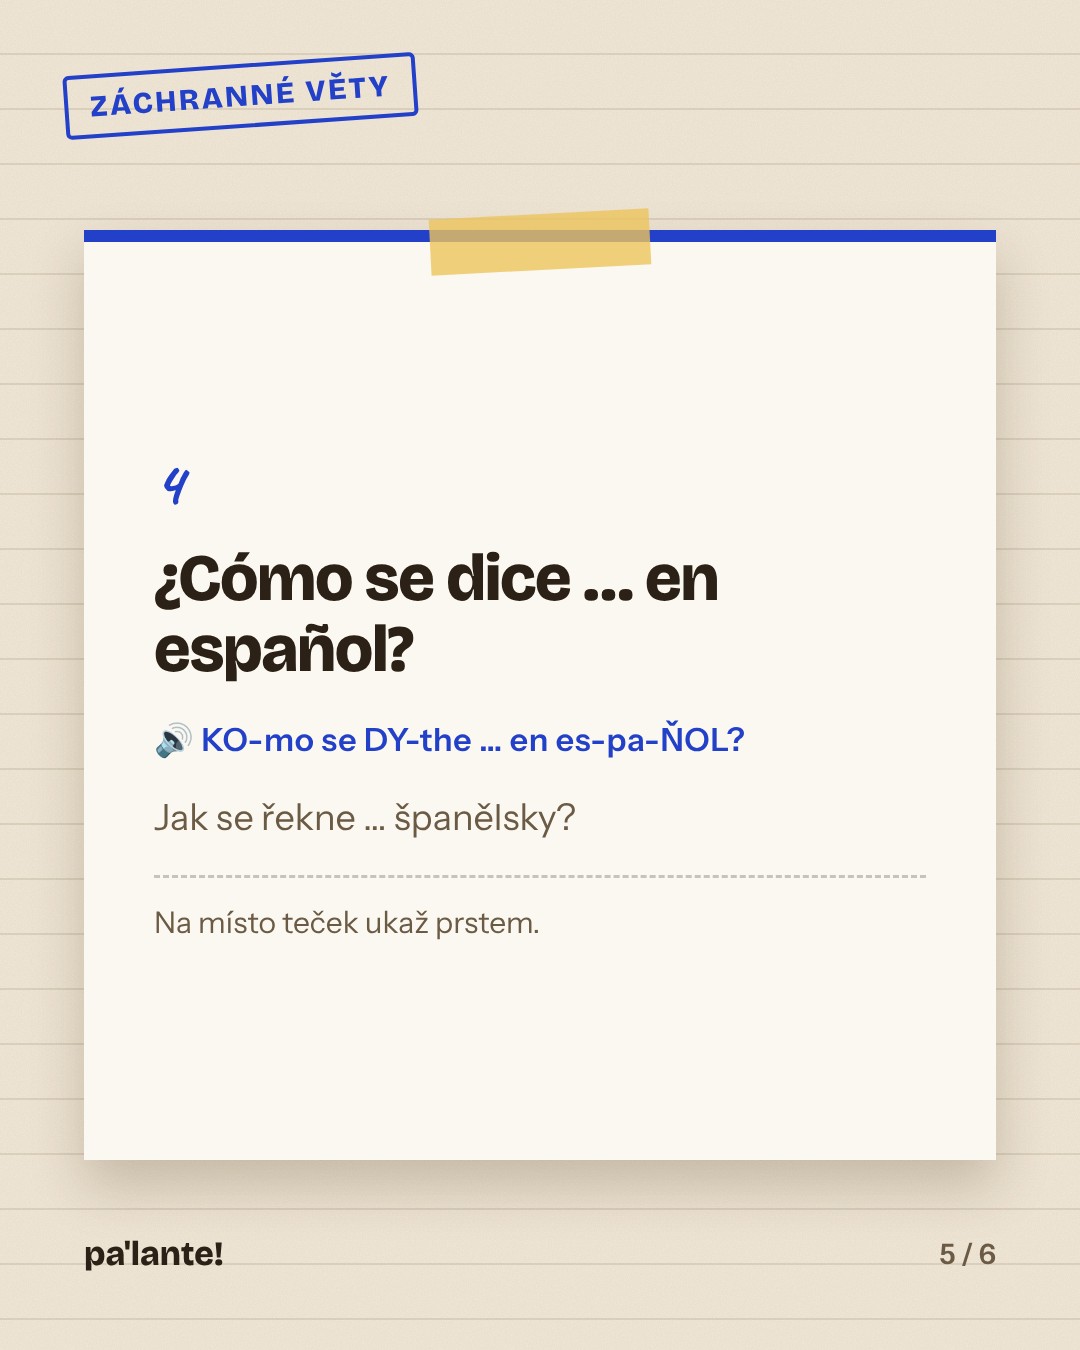 ZÁCHRANNÉ VĚTY
4
¿Cómo se dice ... en
español?
🔊 KO-mo se DY-the ... en es-pa-ŇOL?
Jak se řekne ... španělsky?
Na místo teček ukaž prstem.
pa'lante!
5 / 6